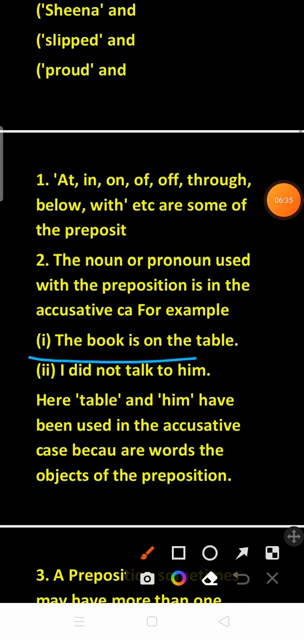 ('Sheena' and
('slipped' and
('proud' and
1. 'At, in, on, of, off, through,
below, with' etc are some of
the preposit
2. The noun or pronoun used
with the preposition is in the
accusative ca For example
(i) The book is on the table.
(ii) I did not talk to him.
Here 'table' and 'him' have
been used in the accusative
case becau are words the
objects of the preposition.
3. A Preposition sometimes
may have more than one
06:35